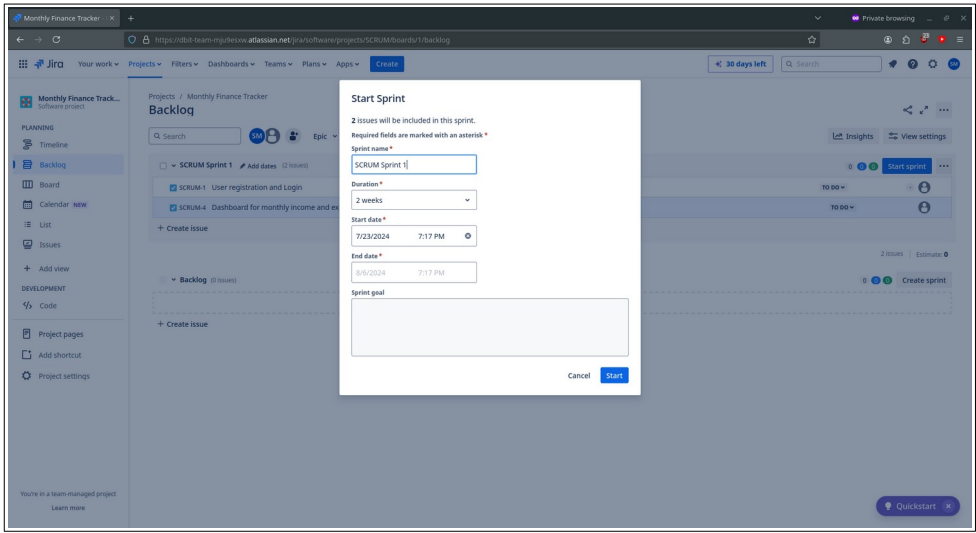 Monthly Finance Tracker -
Private browsing
https://dbit-team-mju9esxw.atlassian.net/jira/software/projects/SCRUM/boards/1/backlog
Jira Your work Projects Filters Dashboards Teams Plans Apps Create
30 days left
Search
SM
Monthly Finance Track...
Software project
PLANNING
Timeline
Backlog
Board
Calendar NEW
List
Issues
+ Add view
DEVELOPMENT
Code
Project pages
Add shortcut
Project settings
You're in a team-managed project
Learn more
Projects / Monthly Finance Tracker
Backlog
Search
SM
Epic
Insights
View settings
SCRUM Sprint 1 Add dates (2 issues)
0 0 0 Start sprint
SCRUM-1 User registration and Login
TO DO
SCRUM-4 Dashboard for monthly income and ex
TO DO
+ Create issue
2 issues Estimate: 0
Backlog (0 issues)
0 0 0 Create sprint
+ Create issue
Start Sprint
2 issues will be included in this sprint.
Required fields are marked with an asterisk *
Sprint name *
SCRUM Sprint 1
Duration *
2 weeks
Start date *
7/23/2024 7:17 PM
End date *
8/6/2024 7:17 PM
Sprint goal
Cancel Start
Quickstart